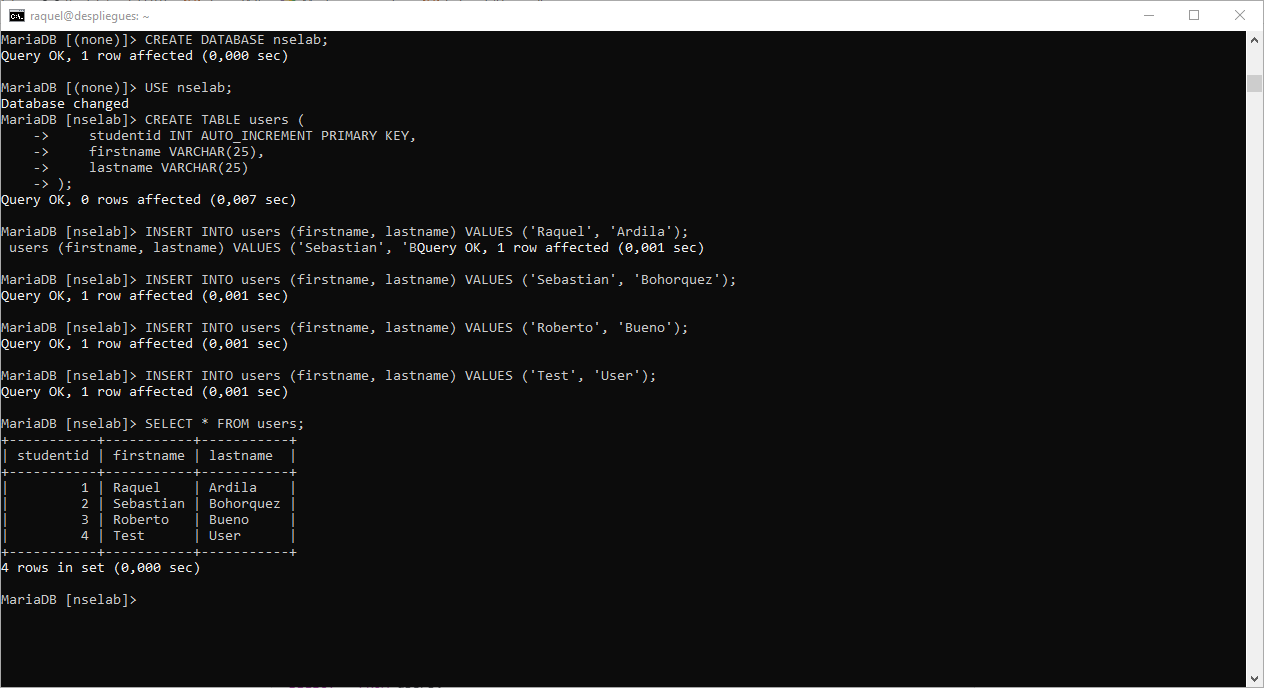 raquel@despliegues: ~
MariaDB [(none)]> CREATE DATABASE nselab;
Query OK, 1 row affected (0,000 sec)
MariaDB [(none)]> USE nselab;
Database changed
MariaDB [nselab]> CREATE TABLE users (
    ->     studentid INT AUTO_INCREMENT PRIMARY KEY,
    ->     firstname VARCHAR(25),
    ->     lastname VARCHAR(25)
    -> );
Query OK, 0 rows affected (0,007 sec)
MariaDB [nselab]> INSERT INTO users (firstname, lastname) VALUES ('Raquel', 'Ardila');
 users (firstname, lastname) VALUES ('Sebastian', 'BQuery OK, 1 row affected (0,001 sec)
MariaDB [nselab]> INSERT INTO users (firstname, lastname) VALUES ('Sebastian', 'Bohorquez');
Query OK, 1 row affected (0,001 sec)
MariaDB [nselab]> INSERT INTO users (firstname, lastname) VALUES ('Roberto', 'Bueno');
Query OK, 1 row affected (0,001 sec)
MariaDB [nselab]> INSERT INTO users (firstname, lastname) VALUES ('Test', 'User');
Query OK, 1 row affected (0,001 sec)
MariaDB [nselab]> SELECT * FROM users;
+-----------+-----------+-----------+
| studentid | firstname | lastname  |
+-----------+-----------+-----------+
|         1 | Raquel    | Ardila    |
|         2 | Sebastian | Bohorquez |
|         3 | Roberto   | Bueno     |
|         4 | Test      | User      |
+-----------+-----------+-----------+
4 rows in set (0,000 sec)
MariaDB [nselab]>